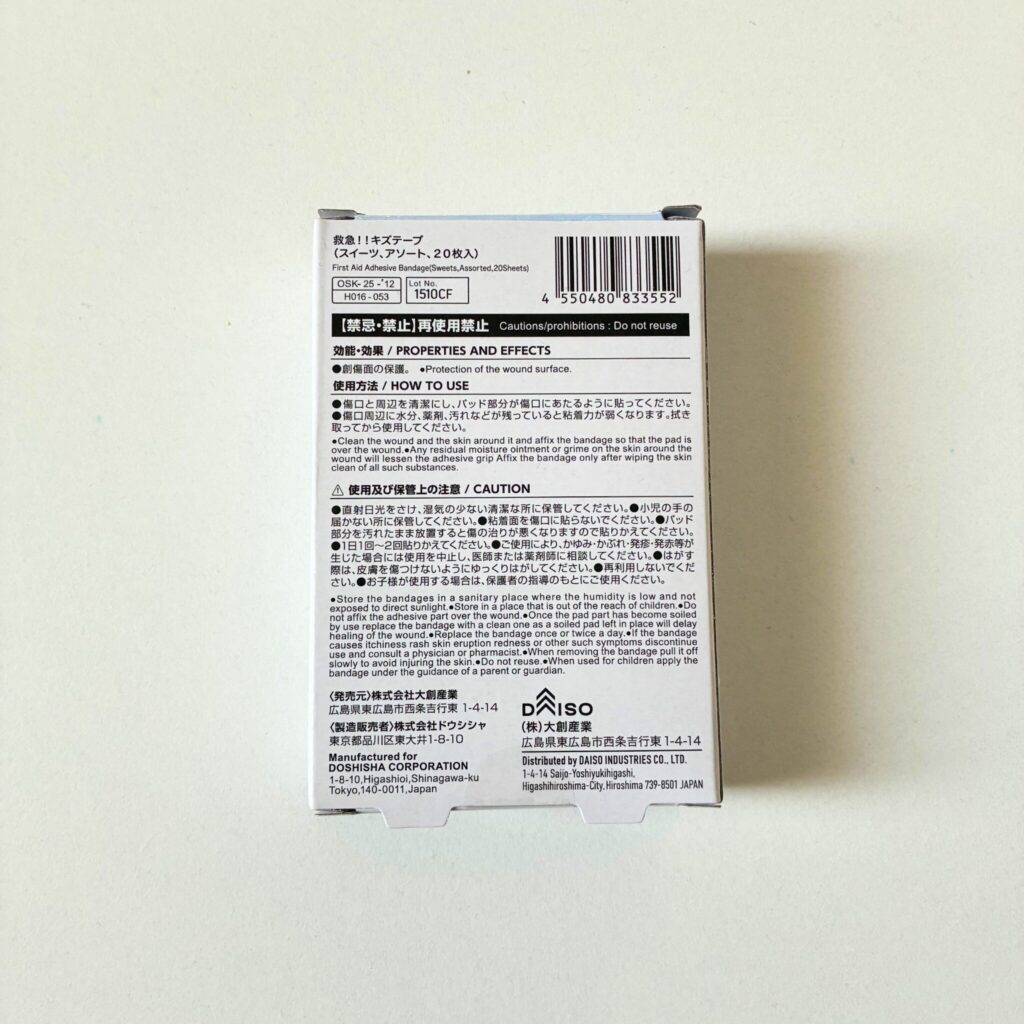 救急！！キズテープ
（スイーツ、アソート、２０枚入）
First Aid Adhesive Bandage(Sweets,Assorted,20Sheets)
OSK- 25 -'12
H016 - 053
Lot No.
1510CF
4 550480 833552
【禁忌・禁止】再使用禁止 Cautions/prohibitions : Do not reuse
効能・効果 / PROPERTIES AND EFFECTS
●創傷面の保護。 ●Protection of the wound surface.
使用方法 / HOW TO USE
●傷口と周辺を清潔にし、パッド部分が傷口にあたるように貼ってください。
●傷口周辺に水分、薬剤、汚れなどが残っていると粘着力が弱くなります。拭き
取ってから使用してください。
●Clean the wound and the skin around it and affix the bandage so that the pad is
over the wound.●Any residual moisture ointment or grime on the skin around the
wound will lessen the adhesive grip Affix the bandage only after wiping the skin
clean of all such substances.
⚠ 使用及び保管上の注意 / CAUTION
●直射日光をさけ、湿気の少ない清潔な所に保管してください。●小児の手の
届かない所に保管してください。●粘着面を傷口に貼らないでください。●パッド
部分を汚れたまま放置すると傷の治りが悪くなりますので貼りかえてください。
●1日1回〜2回貼りかえてください。●ご使用により、かゆみ・かぶれ・発疹・発赤等が
生じた場合には使用を中止し、医師または薬剤師に相談してください。●はがす
際は、皮膚を傷つけないようにゆっくりはがしてください。●再利用しないでくださ
い。●お子様が使用する場合は、保護者の指導のもとにご使用ください。
●Store the bandages in a sanitary place where the humidity is low and not
exposed to direct sunlight.●Store in a place that is out of the reach of children.●Do
not affix the adhesive part over the wound.●Once the pad part has become soiled
by use replace the bandage with a clean one as a soiled pad left in place will delay
healing of the wound.●Replace the bandage once or twice a day.●If the bandage
causes itchiness rash skin eruption redness or other such symptoms discontinue
use and consult a physician or pharmacist.●When removing the bandage pull it off
slowly to avoid injuring the skin.●Do not reuse.●When used for children apply the
bandage under the guidance of a parent or guardian.
〈発売元〉株式会社大創産業
広島県東広島市西条吉行東 1-4-14
〈製造販売者〉株式会社ドウシシャ
東京都品川区東大井1-8-10
Manufactured for
DOSHISHA CORPORATION
1-8-10,Higashioi,Shinagawa-ku
Tokyo,140-0011,Japan
DAISO
（株）大創産業
広島県東広島市西条吉行東 1-4-14
Distributed by DAISO INDUSTRIES CO., LTD.
1-4-14 Saijo-Yoshiyukihigashi,
Higashihiroshima-City, Hiroshima 739-8501 JAPAN